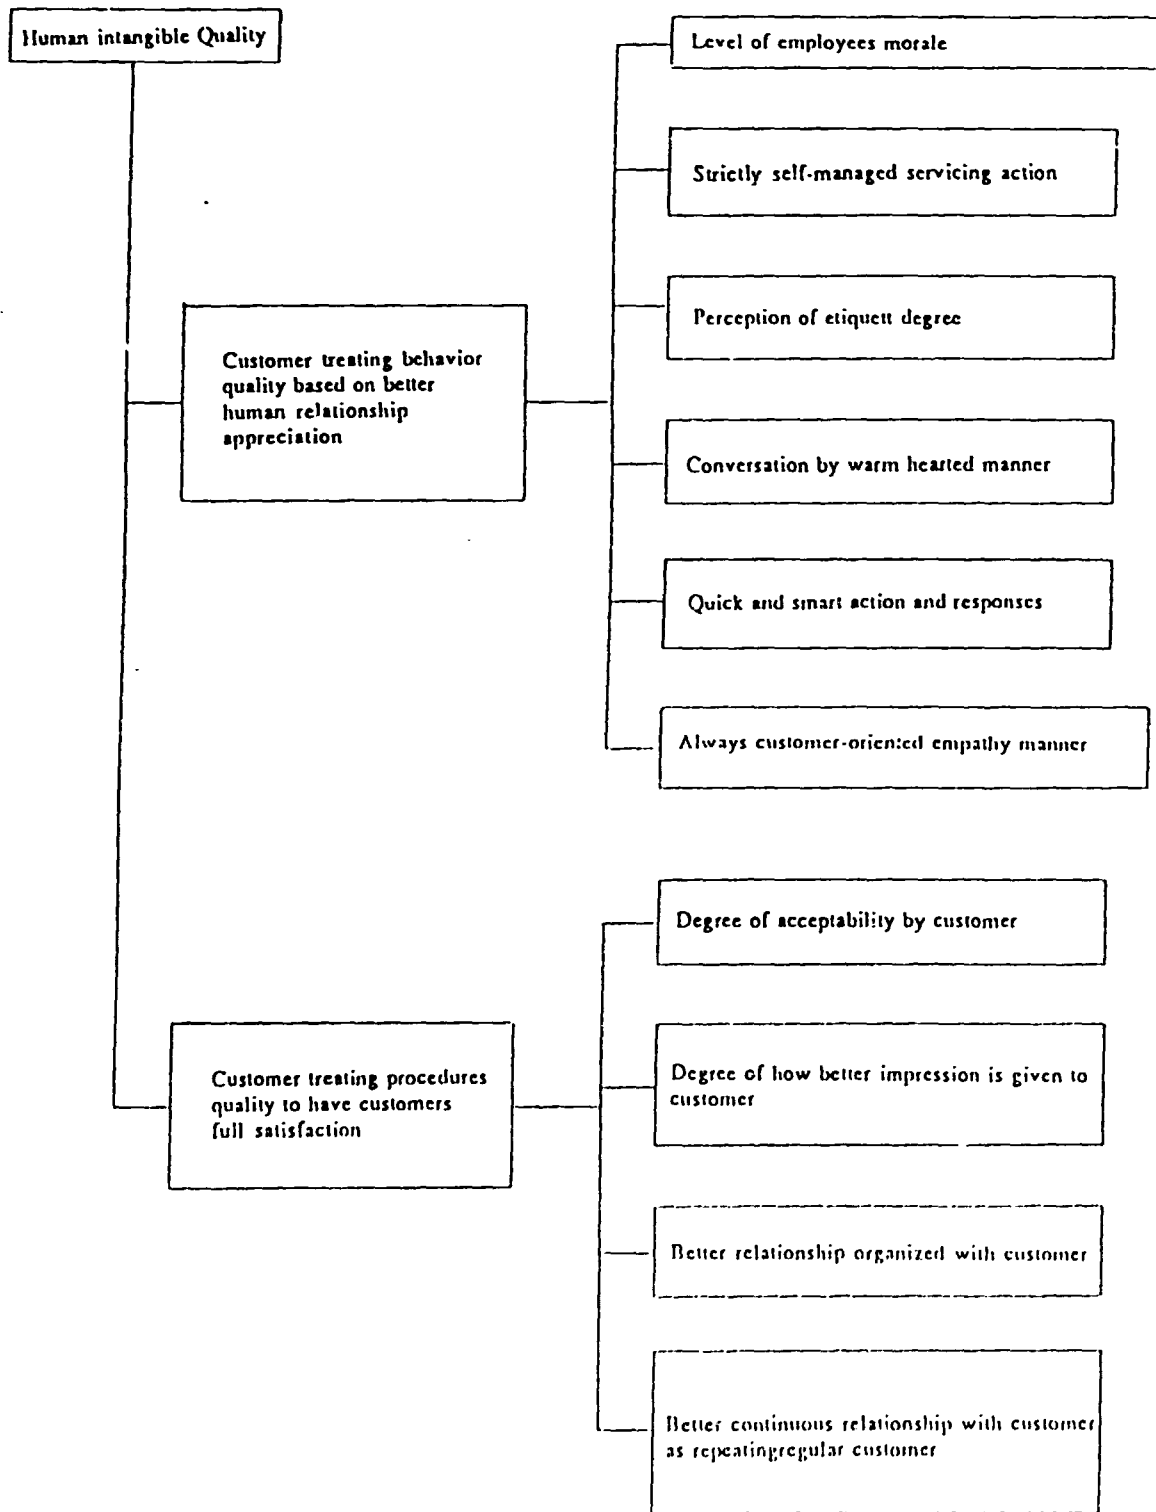 Human intangible Quality
Level of employees morale
Strictly self-managed servicing action
Perception of etiquett degree
Customer treating behavior
quality based on better
human relationship
appreciation
Conversation by warm hearted manner
Quick and smart action and responses
Always customer-oriented empathy manner
Degree of acceptability by customer
Customer treating procedures
quality to have customers
full satisfaction
Degree of how better impression is given to
customer
Better relationship organized with customer
Better continuous relationship with customer
as repeatingregular customer